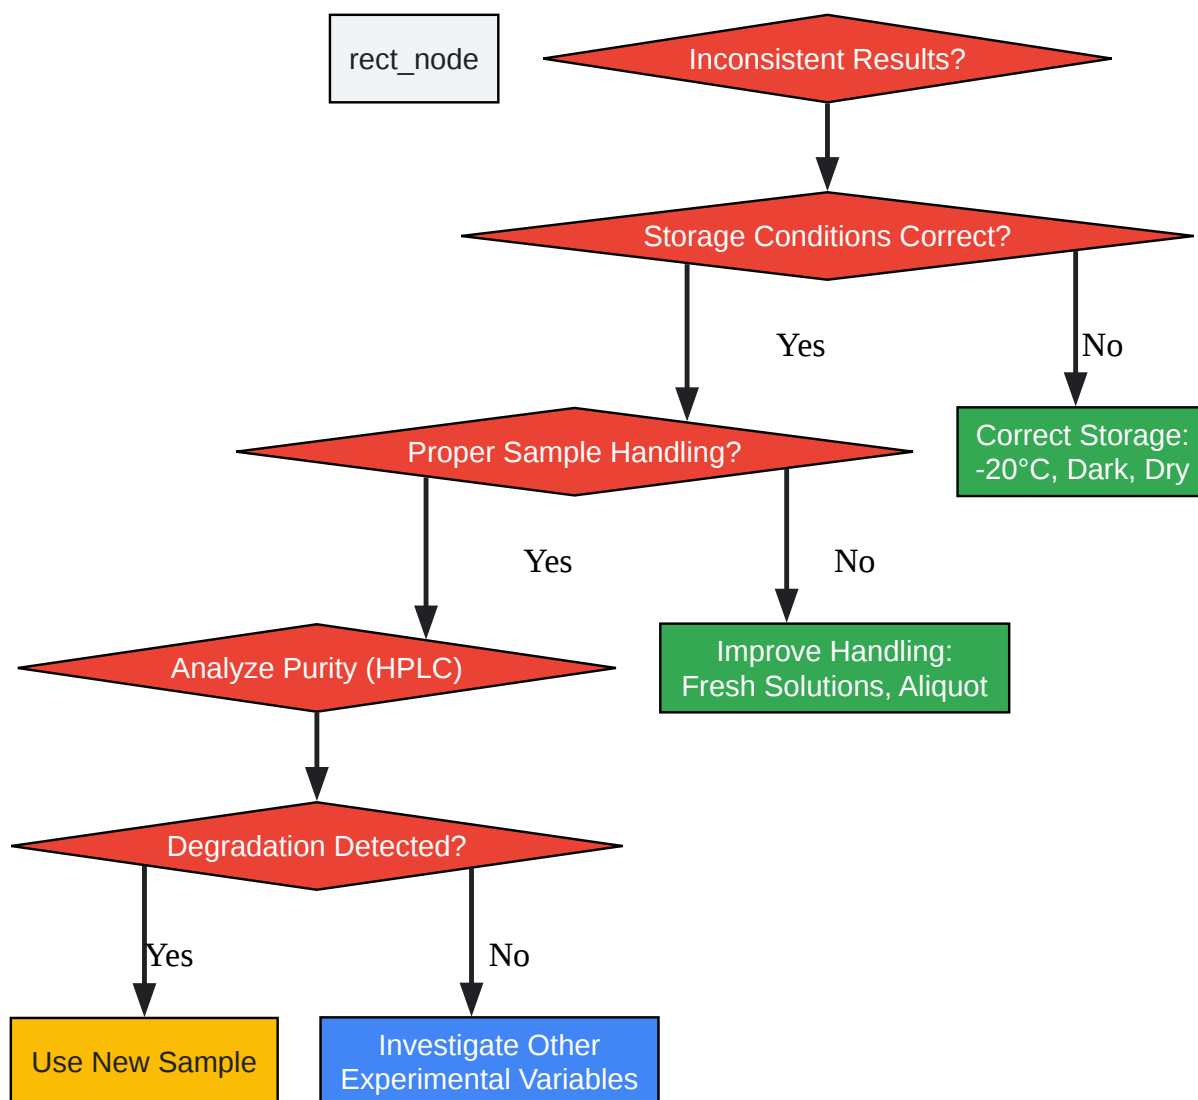 rect_node
Inconsistent Results?
Storage Conditions Correct?
Yes
No
Correct Storage:
-20°C, Dark, Dry
Proper Sample Handling?
Yes
No
Improve Handling:
Fresh Solutions, Aliquot
Analyze Purity (HPLC)
Degradation Detected?
Yes
No
Use New Sample
Investigate Other
Experimental Variables